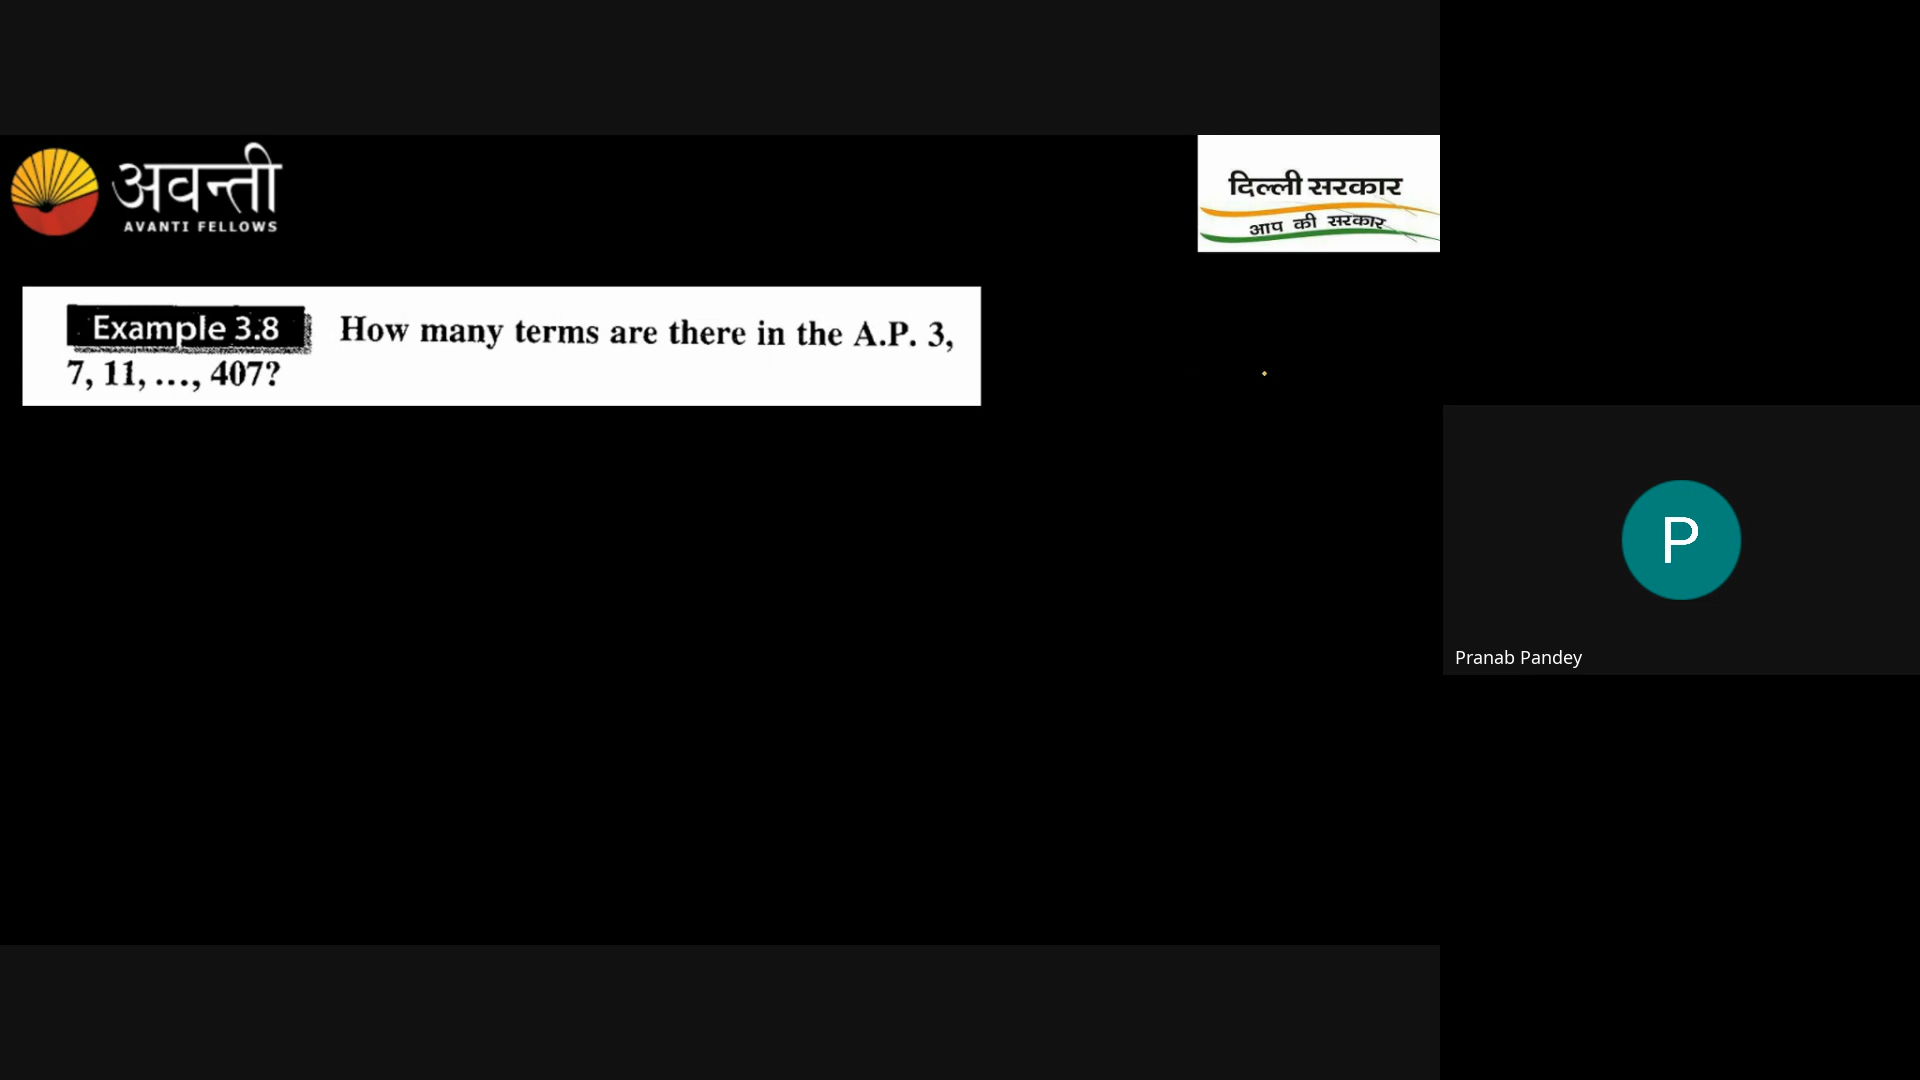 अवन्ती
AVANTI FELLOWS
दिल्ली सरकार
आप की सरकार
Example 3.8 How many terms are there in the A.P. 3,
7, 11, ..., 407?
P
Pranab Pandey